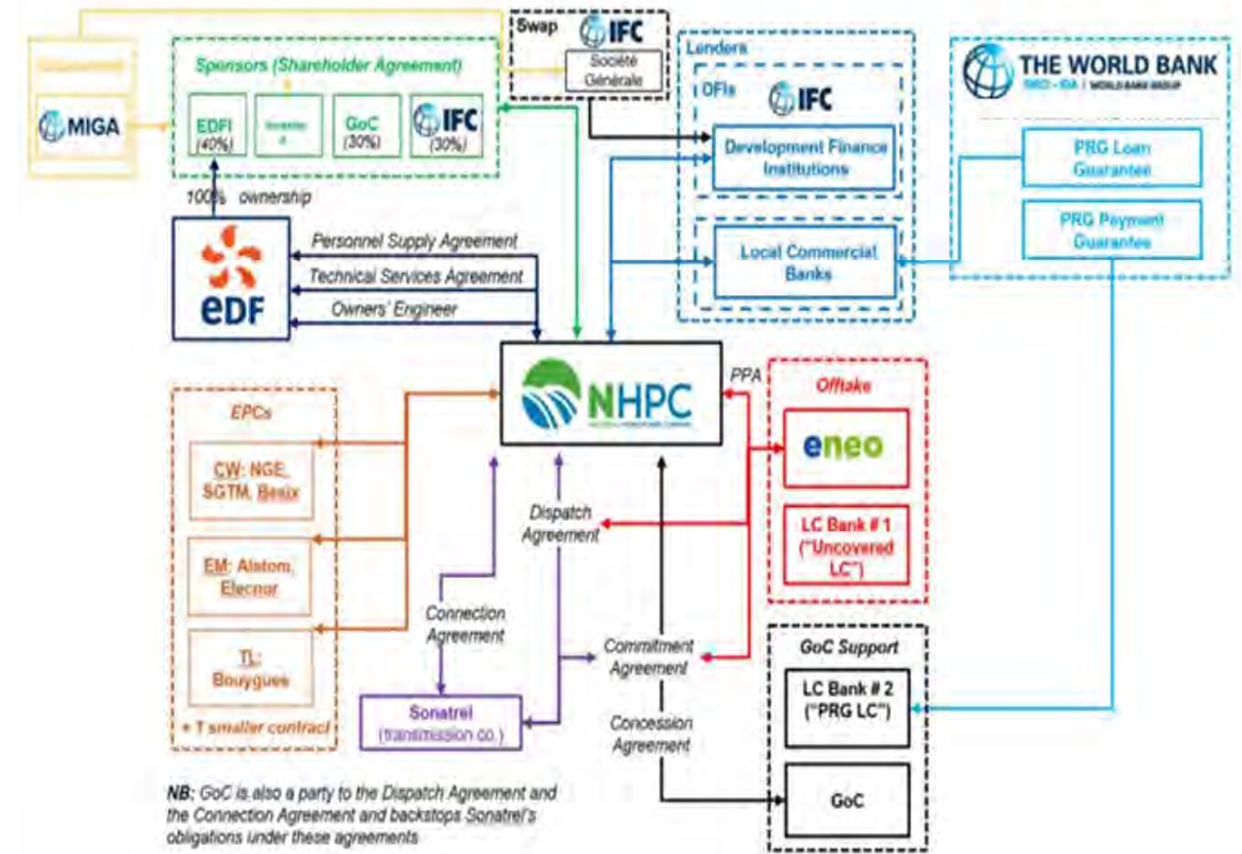 Swap
IFC
Société
Générale
MIGA
Sponsors (Shareholder Agreement)
EDFI
(40%)
GoC
(30%)
IFC
(30%)
Lenders
DFIs
IFC
Development Finance
Institutions
Local Commercial
Banks
THE WORLD BANK
IBRD - IDA | WORLD BANK GROUP
PRG Loan
Guarantee
PRG Payment
Guarantee
100% ownership
eDF
Personnel Supply Agreement
Technical Services Agreement
Owners' Engineer
NHPC
PPA
Offtake
eneo
LC Bank # 1
("Uncovered
LC")
EPCs
CW: NGE,
SGTM, Besix
EM: Alstom,
Elecnor
TL:
Bouygues
Dispatch
Agreement
Connection
Agreement
Sonatrel
(transmission co.)
Commitment
Agreement
Concession
Agreement
GoC Support
LC Bank # 2
("PRG LC")
GoC
NB: GoC is also a party to the Dispatch Agreement and
the Connection Agreement and backstops Sonatrel's
obligations under these agreements